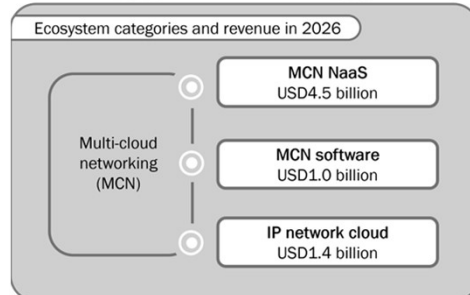 Ecosystem categories and revenue in 2026
Multi-cloud
networking
(MCN)
MCN NaaS
USD4.5 billion
MCN software
USD1.0 billion
IP network cloud
USD1.4 billion